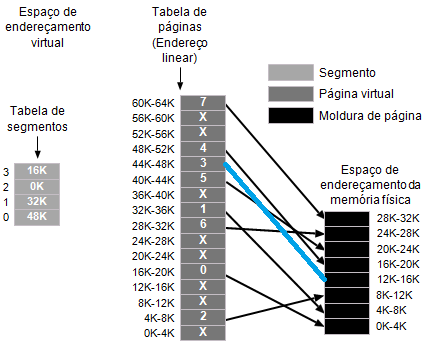 Espaço de
endereçamento
virtual
Tabela de
páginas
(Endereço
linear)
Segmento
Página virtual
Moldura de página
Tabela de
segmentos
3 16K
2 0K
1 32K
0 48K
60K-64K 7
56K-60K X
52K-56K X
48K-52K 4
44K-48K 3
40K-44K 5
36K-40K X
32K-36K 1
28K-32K 6
24K-28K X
20K-24K X
16K-20K 0
12K-16K X
8K-12K X
4K-8K 2
0K-4K X
Espaço de
endereçamento da
memória física
28K-32K
24K-28K
20K-24K
16K-20K
12K-16K
8K-12K
4K-8K
0K-4K